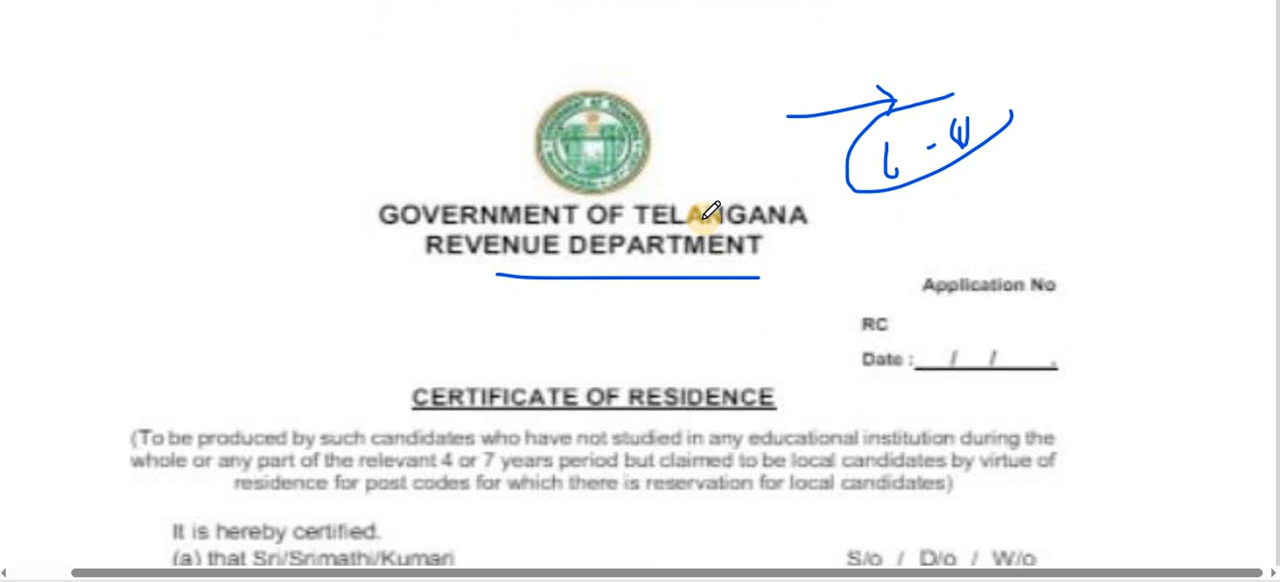 GOVERNMENT OF TELANGANA
REVENUE DEPARTMENT
Application No
RC
Date : / / .
CERTIFICATE OF RESIDENCE
(To be produced by such candidates who have not studied in any educational institution during the
whole or any part of the relevant 4 or 7 years period but claimed to be local candidates by virtue of
residence for post codes for which there is reservation for local candidates)
It is hereby certified.
(a) that Sri/Srimathi/Kumari S/o / D/o / W/o